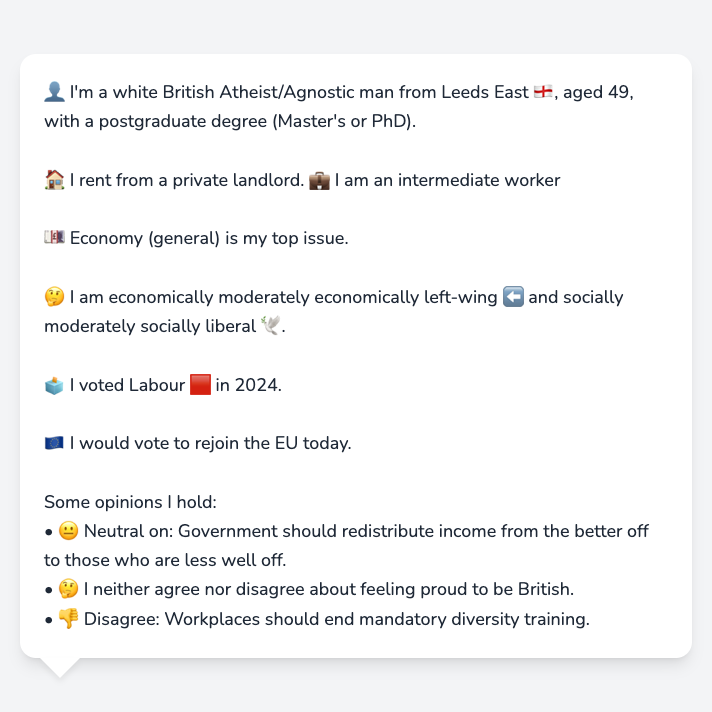 👤 I'm a white British Atheist/Agnostic man from Leeds East 🏴󠁧󠁢󠁥󠁮󠁧󠁿, aged 49,
with a postgraduate degree (Master's or PhD).
🏠 I rent from a private landlord. 💼 I am an intermediate worker
💷 Economy (general) is my top issue.
🤔 I am economically moderately economically left-wing ⬅️ and socially
moderately socially liberal 🕊️.
🗳️ I voted Labour 🟥 in 2024.
🇪🇺 I would vote to rejoin the EU today.
Some opinions I hold:
• 😐 Neutral on: Government should redistribute income from the better off
to those who are less well off.
• 🤔 I neither agree nor disagree about feeling proud to be British.
• 👎 Disagree: Workplaces should end mandatory diversity training.